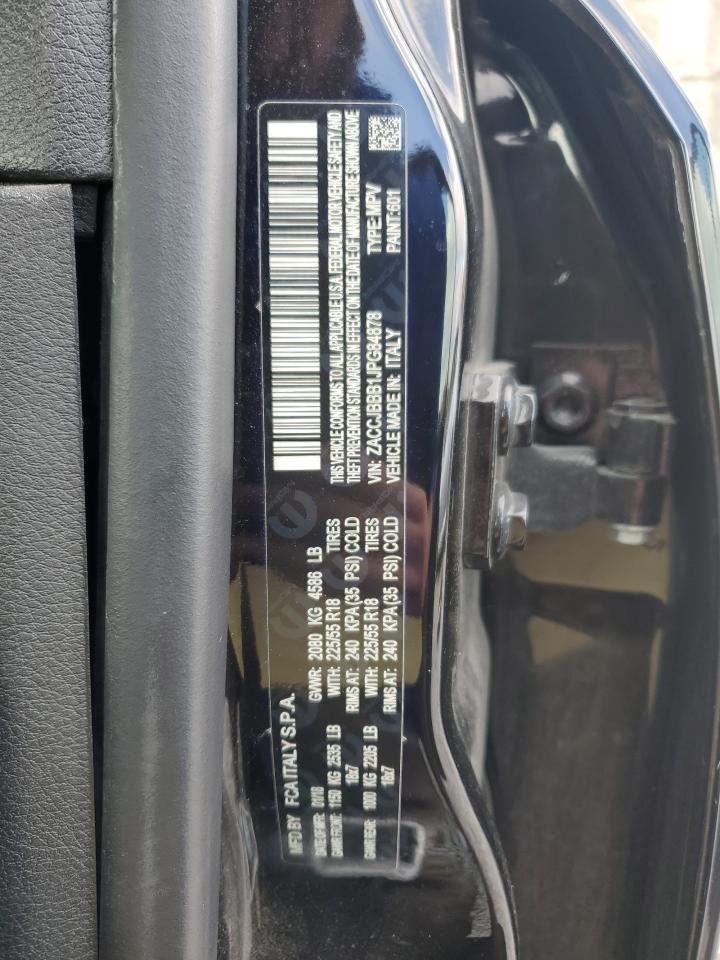 MFD BY FCA ITALY S.P.A.
DATE OF MFR: 01/18 GVWR: 2080 KG 4586 LB
GAWR FRONT: 1150 KG 2535 LB WITH: 225/55 R18 TIRES
18x7 RIMS AT: 240 KPA(35 PSI) COLD
GAWR REAR: 1000 KG 2205 LB WITH: 225/55 R18 TIRES
18x7 RIMS AT: 240 KPA(35 PSI) COLD
THIS VEHICLE CONFORMS TO ALL APPLICABLE U.S.A. FEDERAL MOTOR VEHICLE SAFETY AND
THEFT PREVENTION STANDARDS IN EFFECT ON THE DATE OF MANUFACTURE SHOWN ABOVE
VIN: ZACCJBBB1JPG84878 TYPE:MPV
VEHICLE MADE IN: ITALY PAINT:601